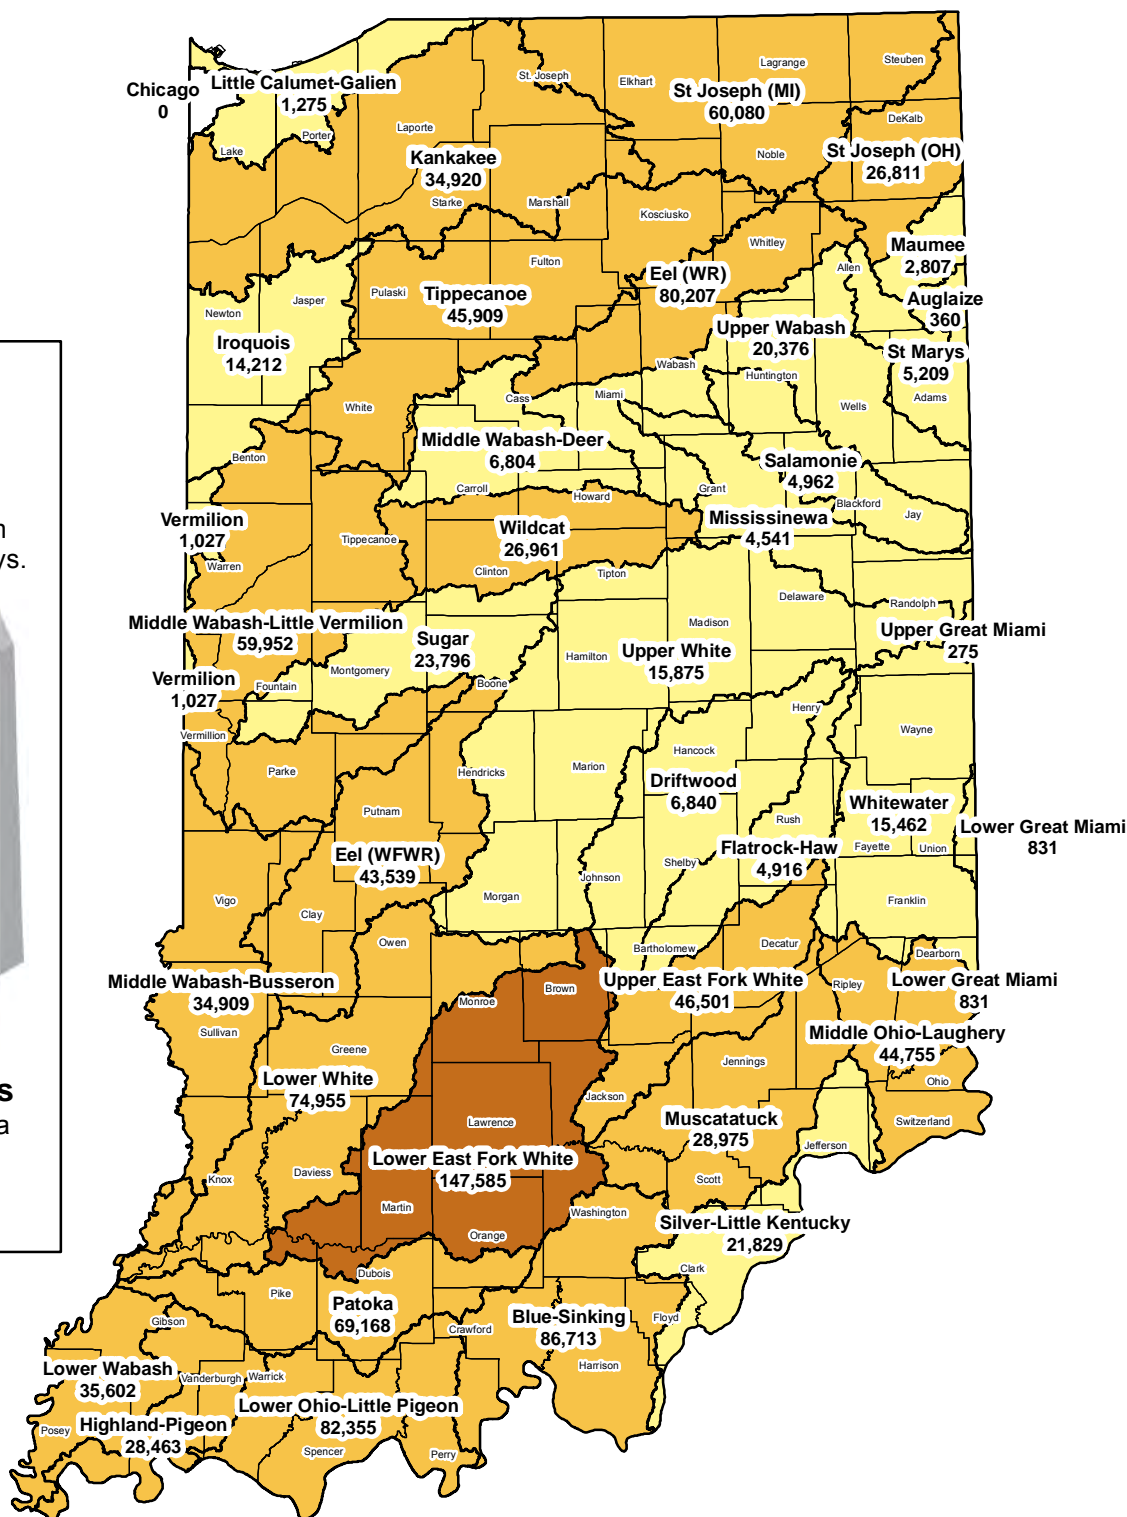 Steuben
Lagrange
St. Joseph
Elkhart
Chicago
0
Little Calumet-Galien
1,275
St Joseph (MI)
60,080
DeKalb
Laporte
Porter
Lake
Kankakee
34,920
Noble
St Joseph (OH)
26,811
Starke
Marshall
Kosciusko
Whitley
Maumee
2,807
Fulton
Allen
Eel (WR)
80,207
Jasper
Pulaski
Tippecanoe
45,909
Newton
Auglaize
360
Iroquois
14,212
Upper Wabash
20,376
St Marys
5,209
Wabash
Huntington
Cass
Miami
Adams
White
Wells
Middle Wabash-Deer
6,804
Benton
Salamonie
4,962
Carroll
Howard
Grant
Blackford
Jay
Vermilion
1,027
n
ys.
Wildcat
26,961
Mississinewa
4,541
Tippecanoe
Warren
Clinton
Tipton
Delaware
Randolph
Middle Wabash-Little Vermilion
59,952
Madison
Sugar
23,796
Upper Great Miami
275
Hamilton
Upper White
15,875
Montgomery
Vermilion
1,027
Fountain
Boone
Henry
Wayne
Vermillion
Hancock
Parke
Hendricks
Marion
Driftwood
6,840
Whitewater
15,462
Putnam
Rush
Lower Great Miami
831
Eel (WFWR)
43,539
Flatrock-Haw
4,916
Fayette
Union
Shelby
Johnson
Morgan
Vigo
Clay
Franklin
Owen
Bartholomew
Decatur
Dearborn
Middle Wabash-Busseron
34,909
Brown
Upper East Fork White
46,501
Ripley
Lower Great Miami
831
Monroe
Sullivan
Middle Ohio-Laughery
44,755
Greene
Jennings
Lower White
74,955
Ohio
s
Jackson
a
Lawrence
Muscatatuck
28,975
Switzerland
Jefferson
Lower East Fork White
147,585
Daviess
Knox
Scott
Martin
Washington
Silver-Little Kentucky
21,829
Orange
Dubois
Clark
Pike
Patoka
69,168
Gibson
Crawford
Blue-Sinking
86,713
Floyd
Lower Wabash
35,602
Harrison
Vanderburgh
Warrick
Lower Ohio-Little Pigeon
82,355
Posey
Highland-Pigeon
28,463
Spencer
Perry